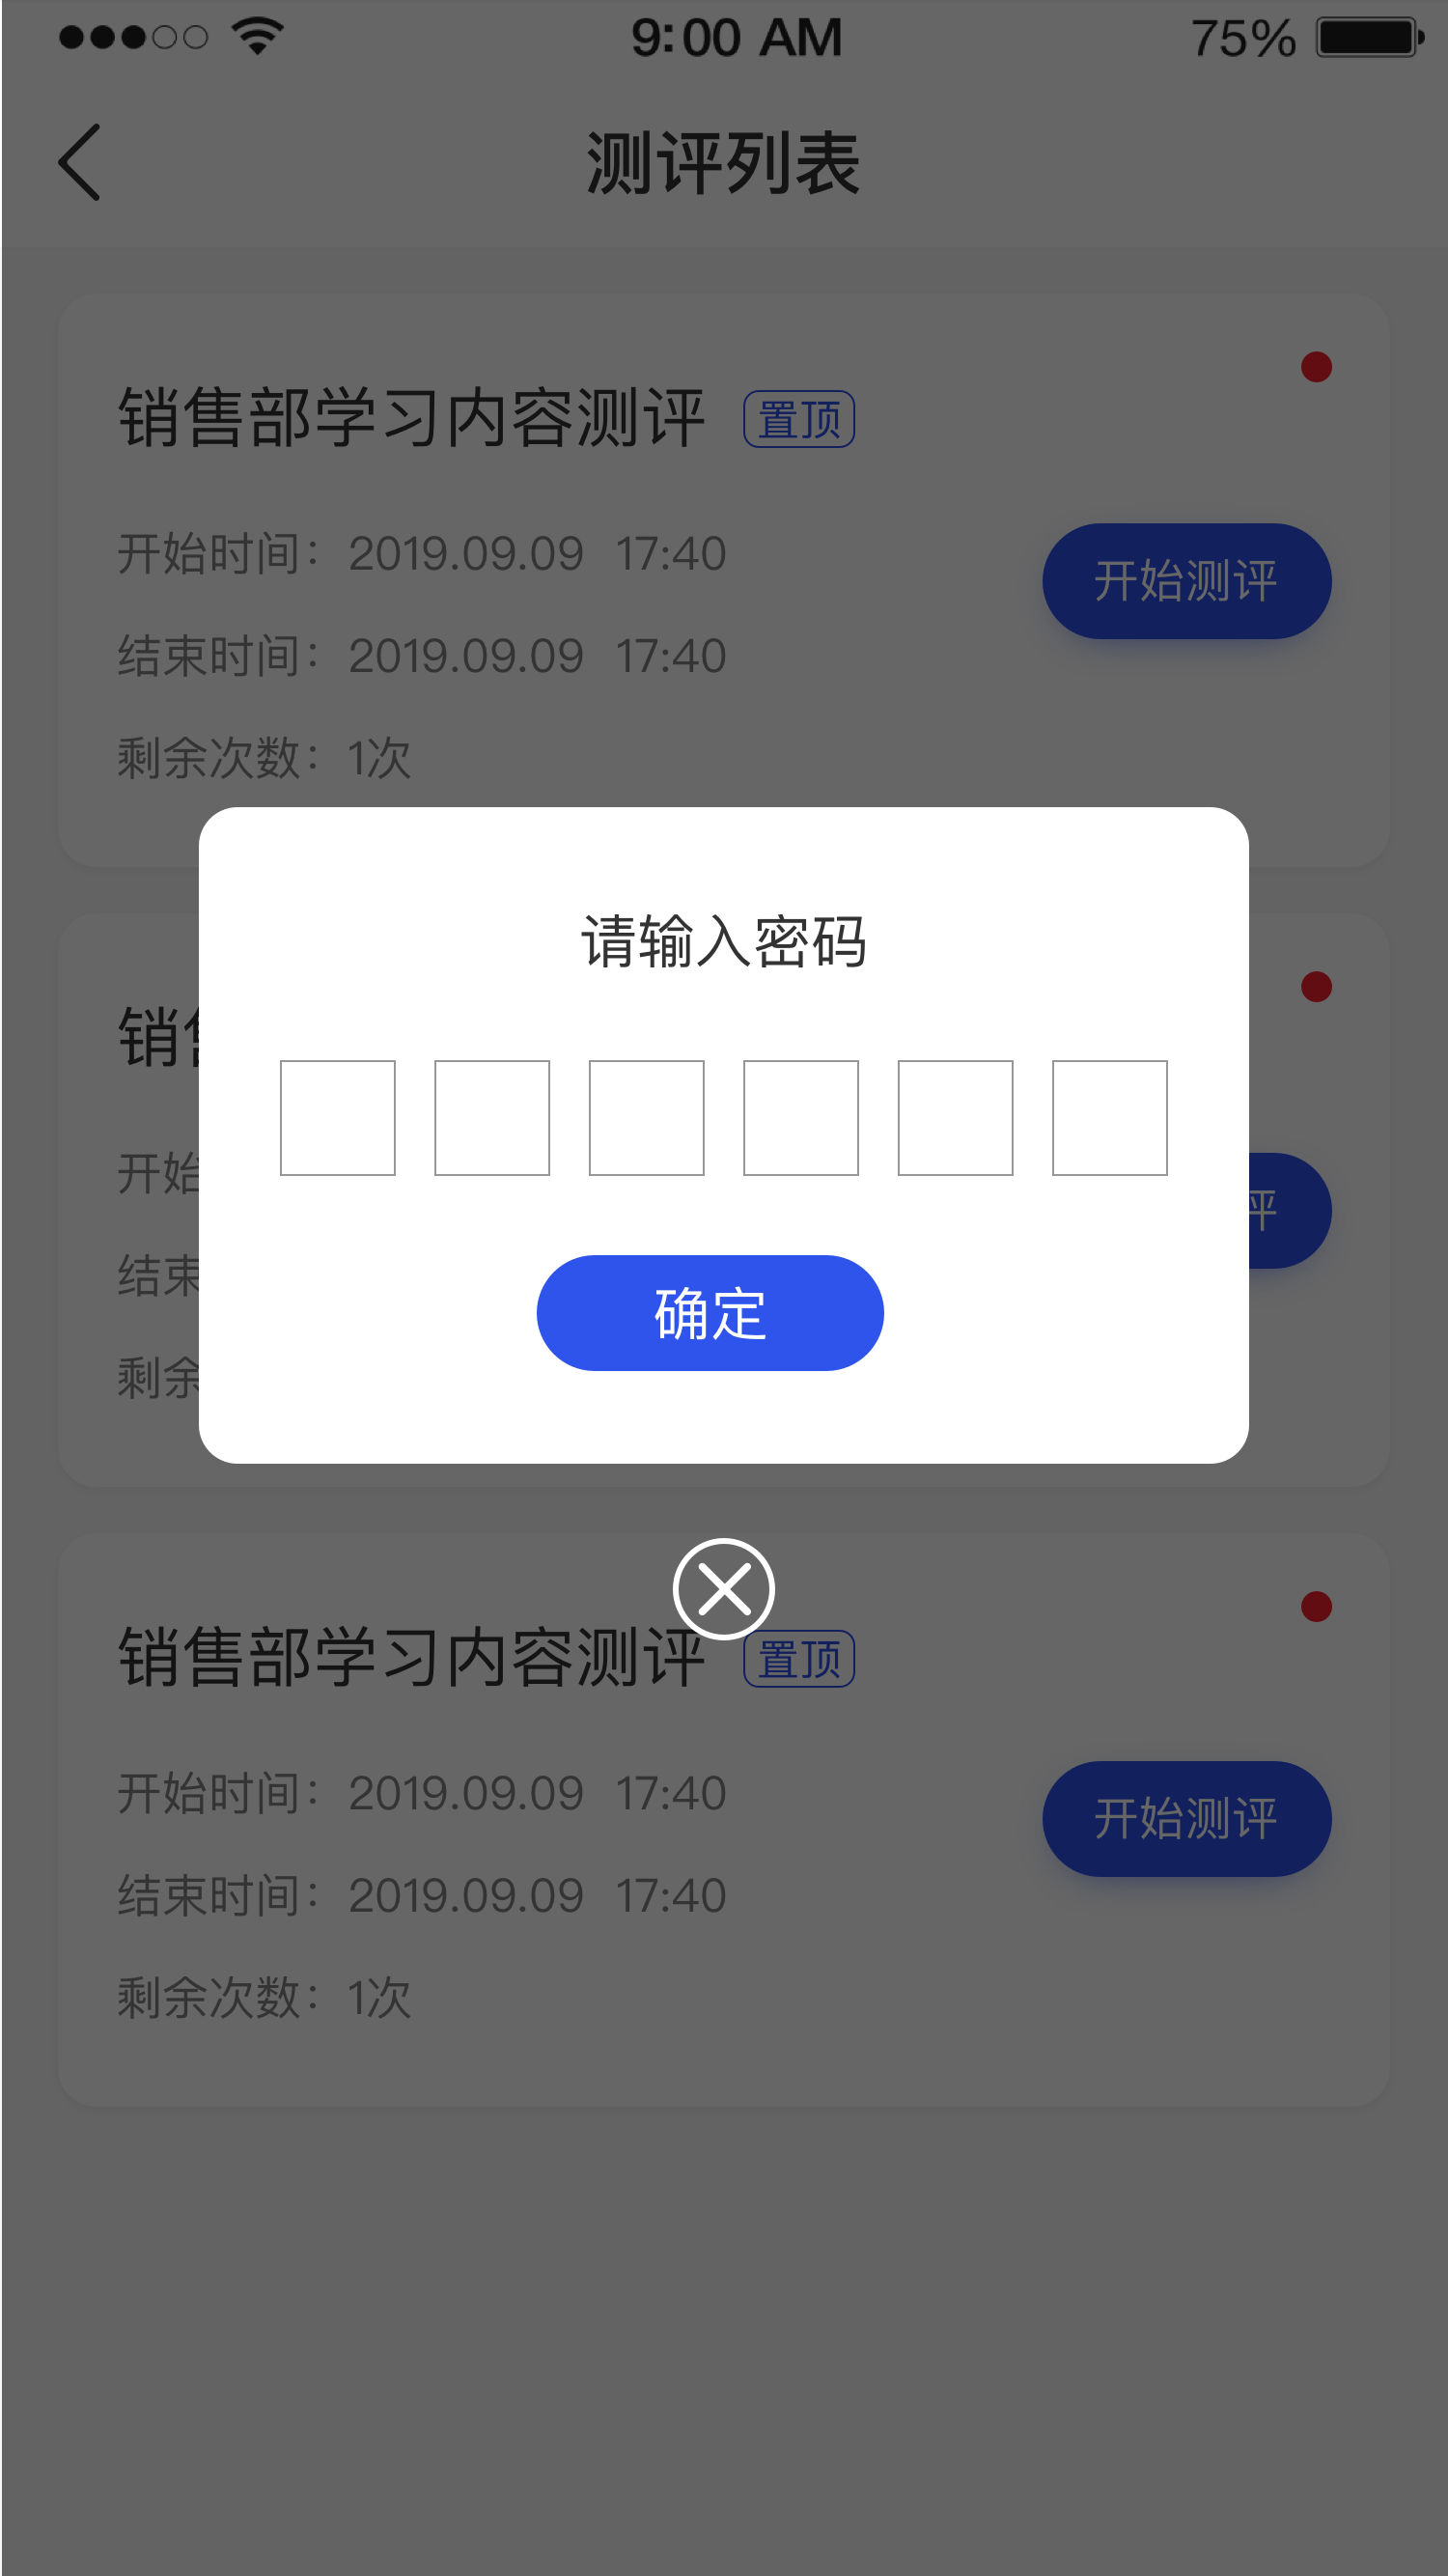 9:00 AM 75%
测评列表
销售部学习内容测评 置顶
开始时间：2019.09.09 17:40
开始测评
结束时间：2019.09.09 17:40
剩余次数：1次
请输入密码
销
开始
评
结束
确定
剩余
销售部学习内容测评 置顶
开始时间：2019.09.09 17:40
开始测评
结束时间：2019.09.09 17:40
剩余次数：1次